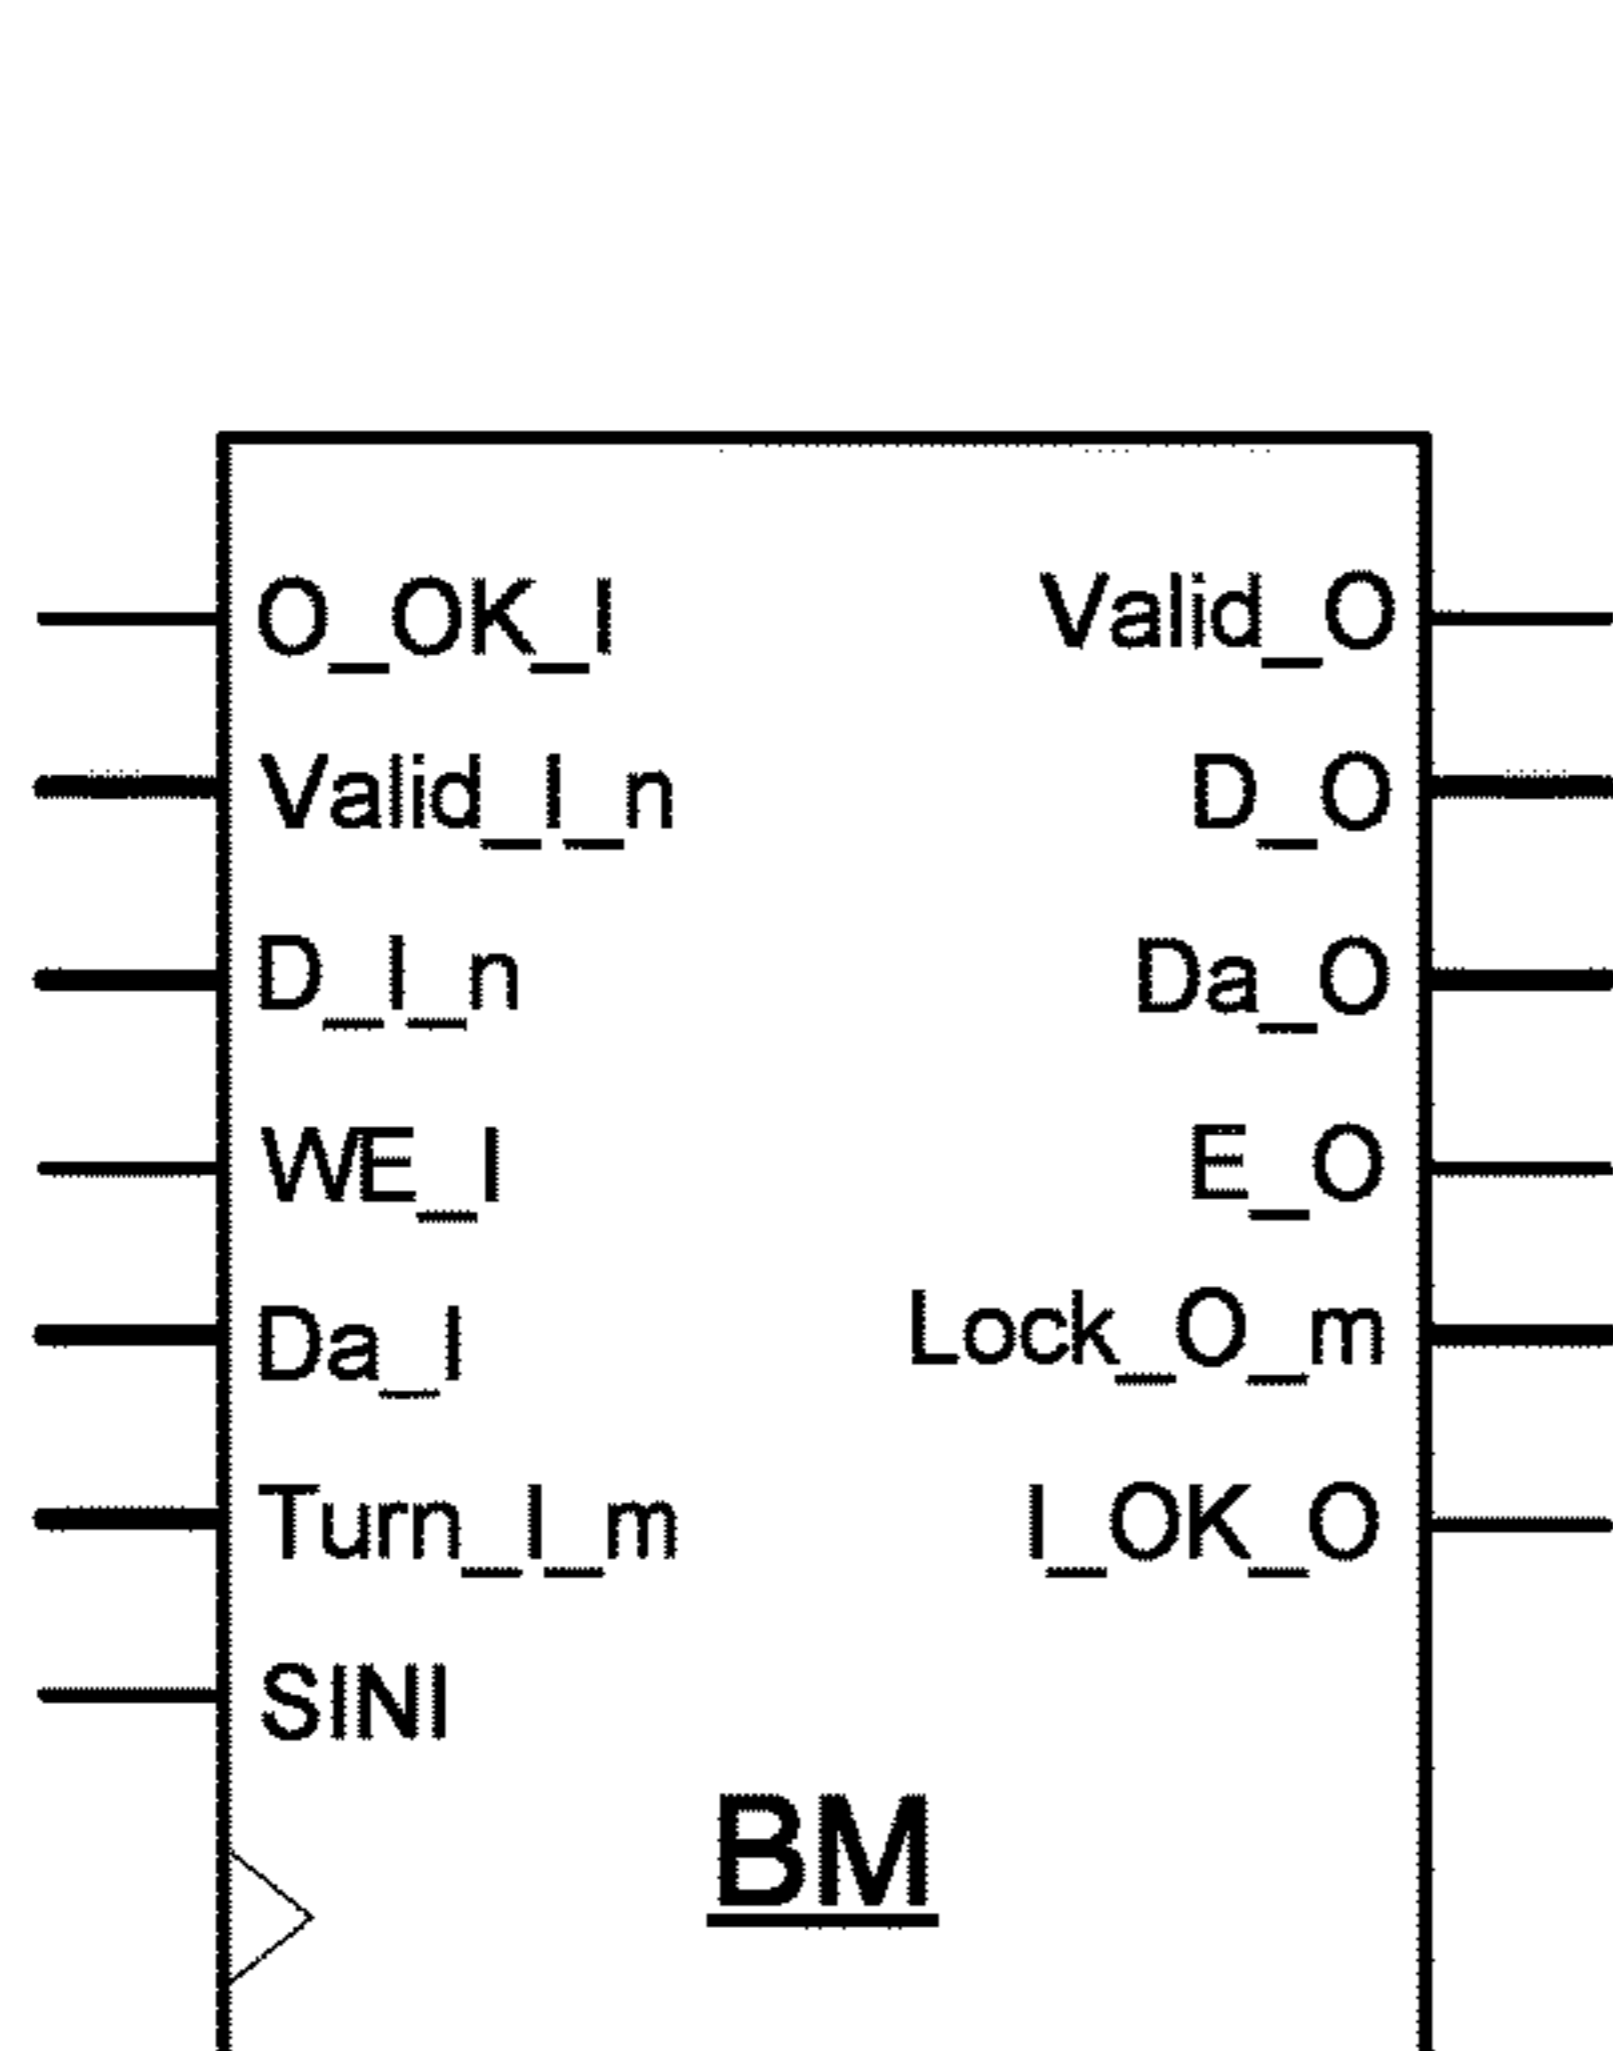 O_OK_I Valid_O
Valid_I_n D_O
D_I_n Da_O
WE_I E_O
Da_I Lock_O_m
Turn_I_m I_OK_O
SINI
BM